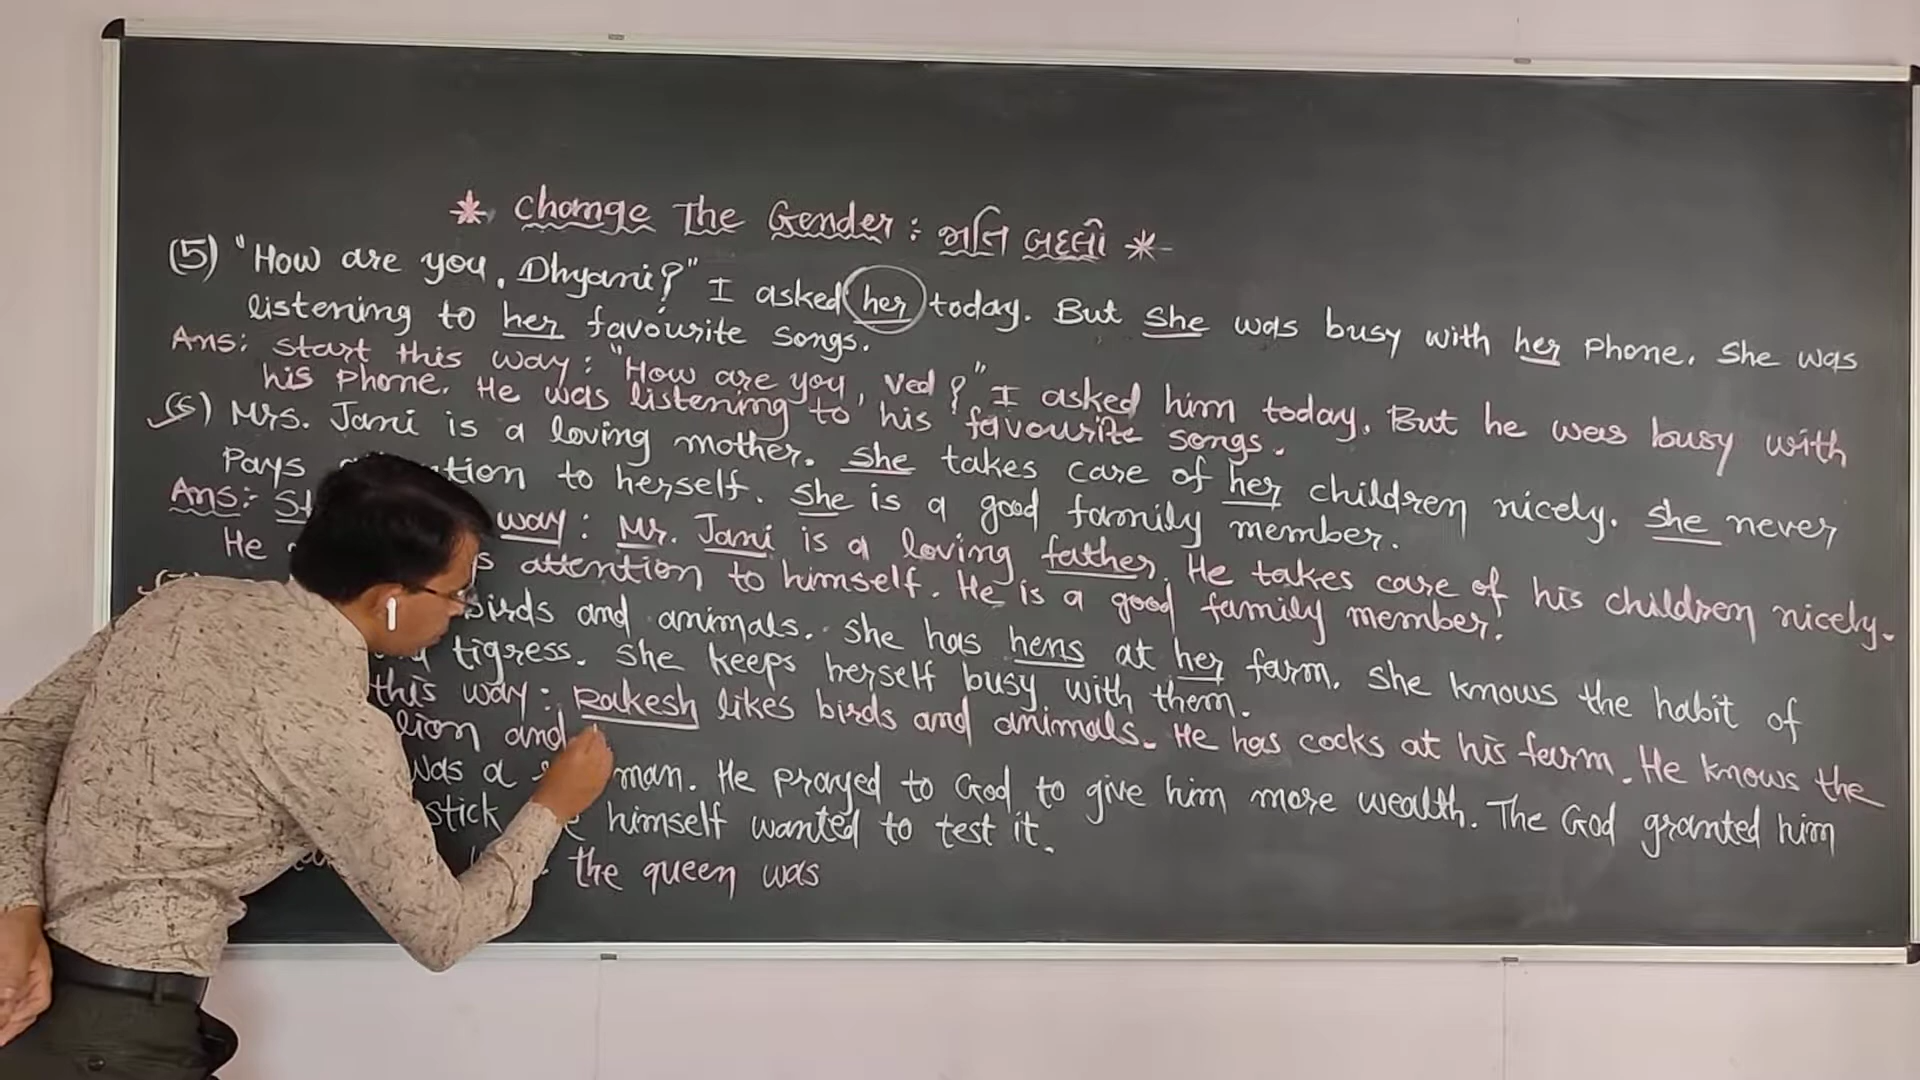 * Change The Gender : જાતિ બદલો *
(5) "How are you, Dhyani?" I asked her today. But she was busy with her phone. She was
listening to her favourite songs.
Ans: Start this way : "How are you, Ved ?" I asked him today. But he was busy with
his phone. He was listening to his favourite songs.
(6) Mrs. Jani is a loving mother. She takes care of her children nicely. She never
Pays to herself. She is a good family member.
Ans: way : Mr. Jani is a loving father. He takes care of his children nicely.
He attention to himself. He is a good family member.
birds and animals. She has hens at her farm. She knows the habit of
tigress. She keeps herself busy with them.
this way : Rakesh likes birds and animals. He has cocks at his farm. He knows the
lion and
was a man. He prayed to God to give him more wealth. The God granted him
stick himself wanted to test it.
the queen was